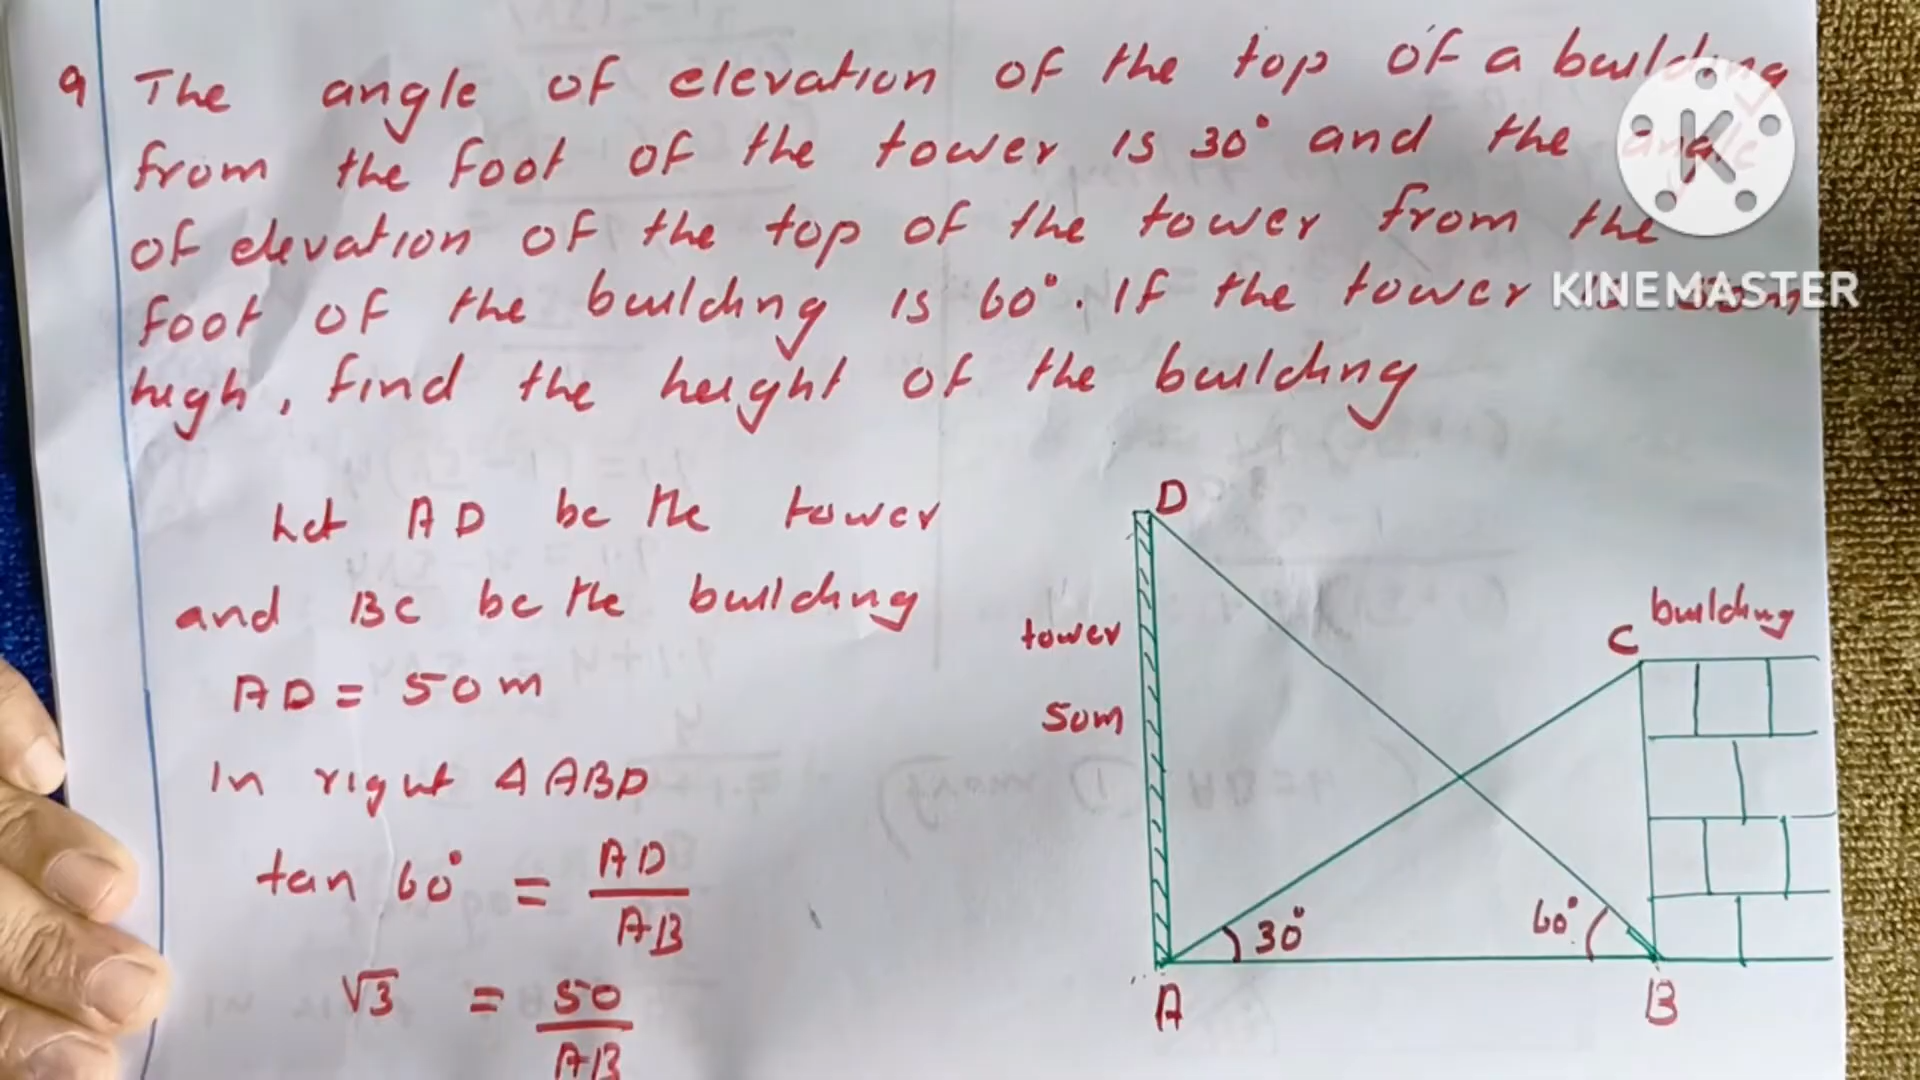 9 The angle of elevation of the top of a building
from the foot of the tower is 30° and the angle
of elevation of the top of the tower from the
foot of the building is 60°. If the tower
KINEMASTER
high, find the height of the building
Let AD be the tower
and BC be the building
AD = 50m
In right △ ABD
tan 60° = AD / AB
√3 = 50 / AB
D
tower
50m
C building
30°
60°
A
B